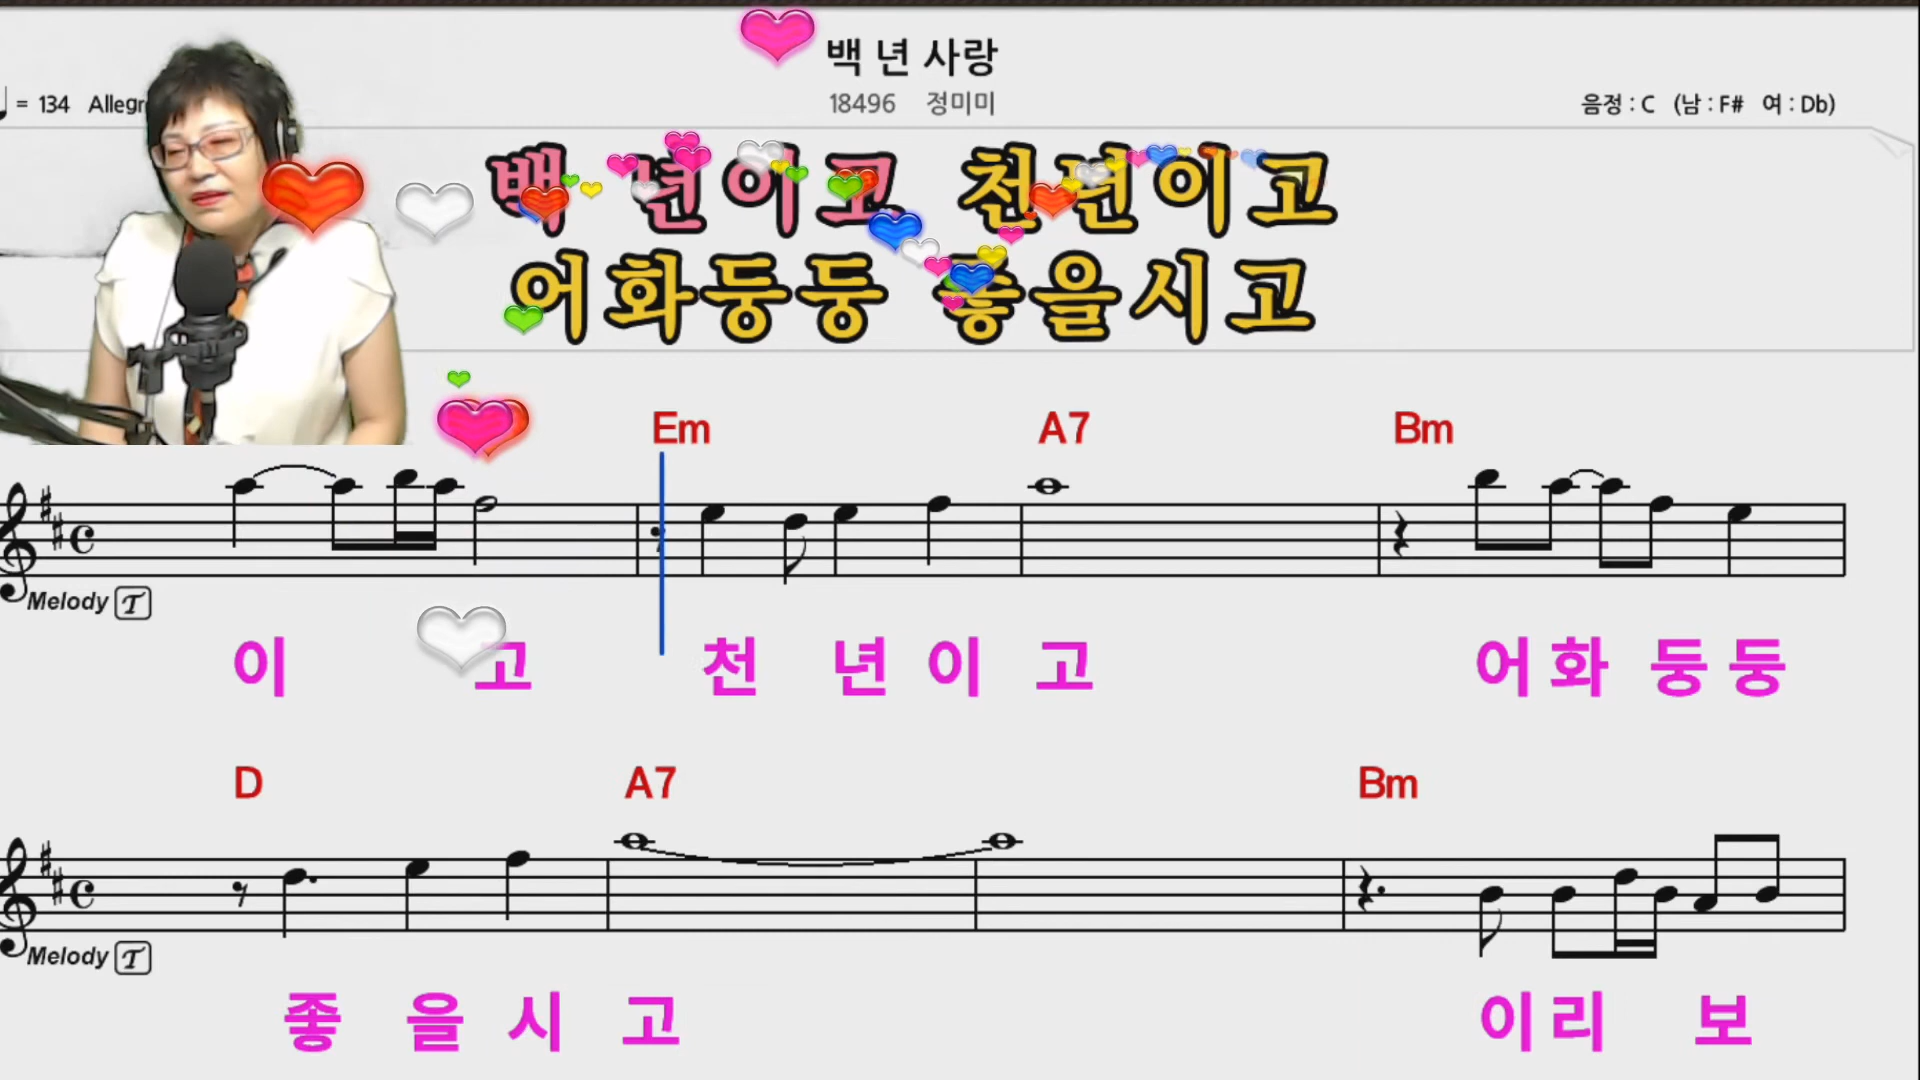 백 년 사랑
= 134 Allegr
18496 정미미
음정 : C (남 : F# 여 : Db)
백 년이고 천년이고
어화둥둥 좋을시고
Em A7 Bm
Melody T
이 고 천 년 이 고 어 화 둥 둥
D A7 Bm
Melody T
좋 을 시 고 이 리 보